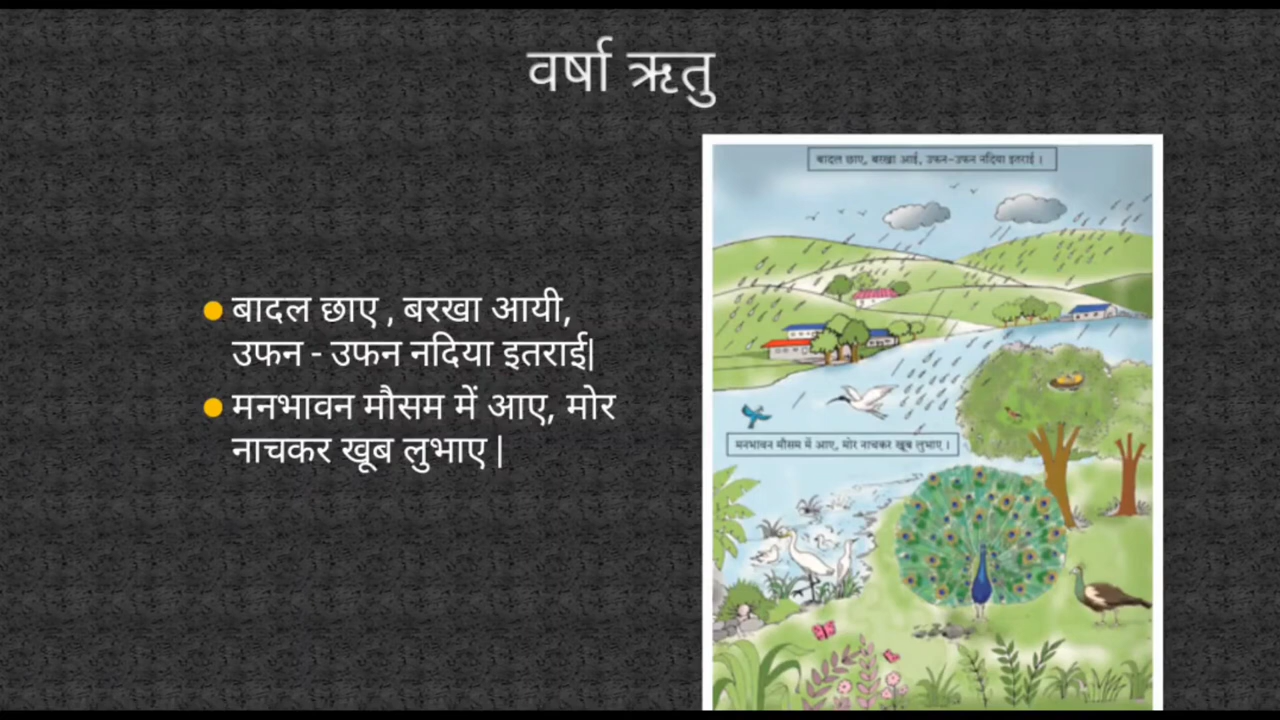 वर्षा ऋतु
बादल छाए , बरखा आयी,
उफन - उफन नदिया इतराई|
मनभावन मौसम में आए, मोर
नाचकर खूब लुभाए |
बादल छाए, बरखा आई, उफन-उफन नदिया इतराई ।
मनभावन मौसम में आए, मोर नाचकर खूब लुभाए ।